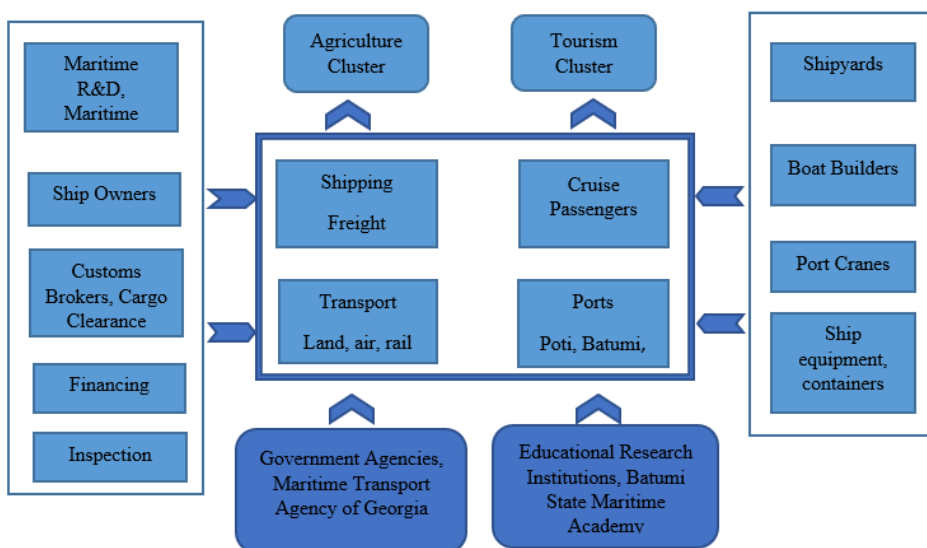 Maritime
R&D,
Maritime
Ship Owners
Customs
Brokers, Cargo
Clearance
Financing
Inspection
Agriculture
Cluster
Tourism
Cluster
Shipping
Freight
Cruise
Passengers
Transport
Land, air, rail
Ports
Poti, Batumi,
Government Agencies,
Maritime Transport
Agency of Georgia
Educational Research
Institutions, Batumi
State Maritime
Academy
Shipyards
Boat Builders
Port Cranes
Ship
equipment,
containers